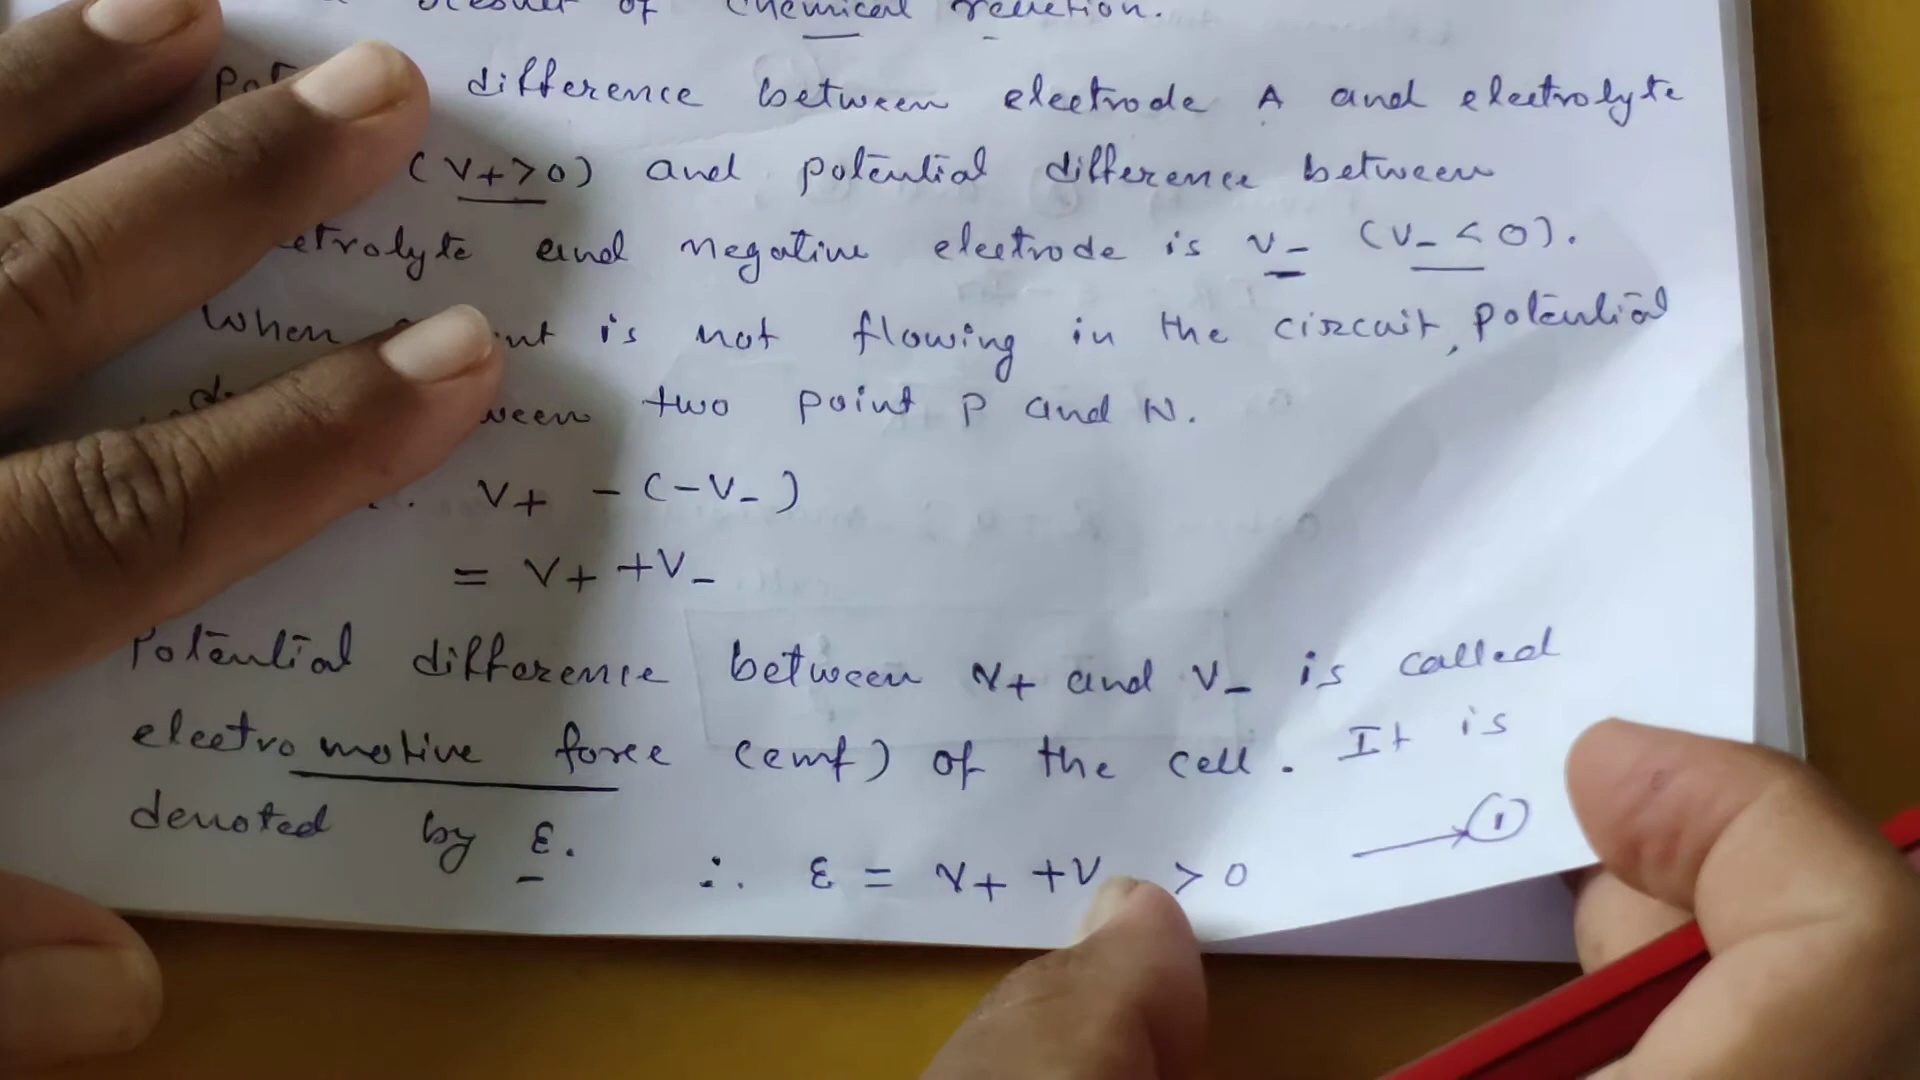 of chemical reaction.
difference between electrode A and electrolyte
(V+>0) and potential difference between
and negative electrode is V- (V- < 0).
When is not flowing in the circuit, potential
two point P and N.
V+ - (-V-)
= V+ +V-
Potential difference between V+ and V- is called
electromotive force (emf) of the cell. It is
denoted by ε.
∴ ε = V+ +V > 0 ①